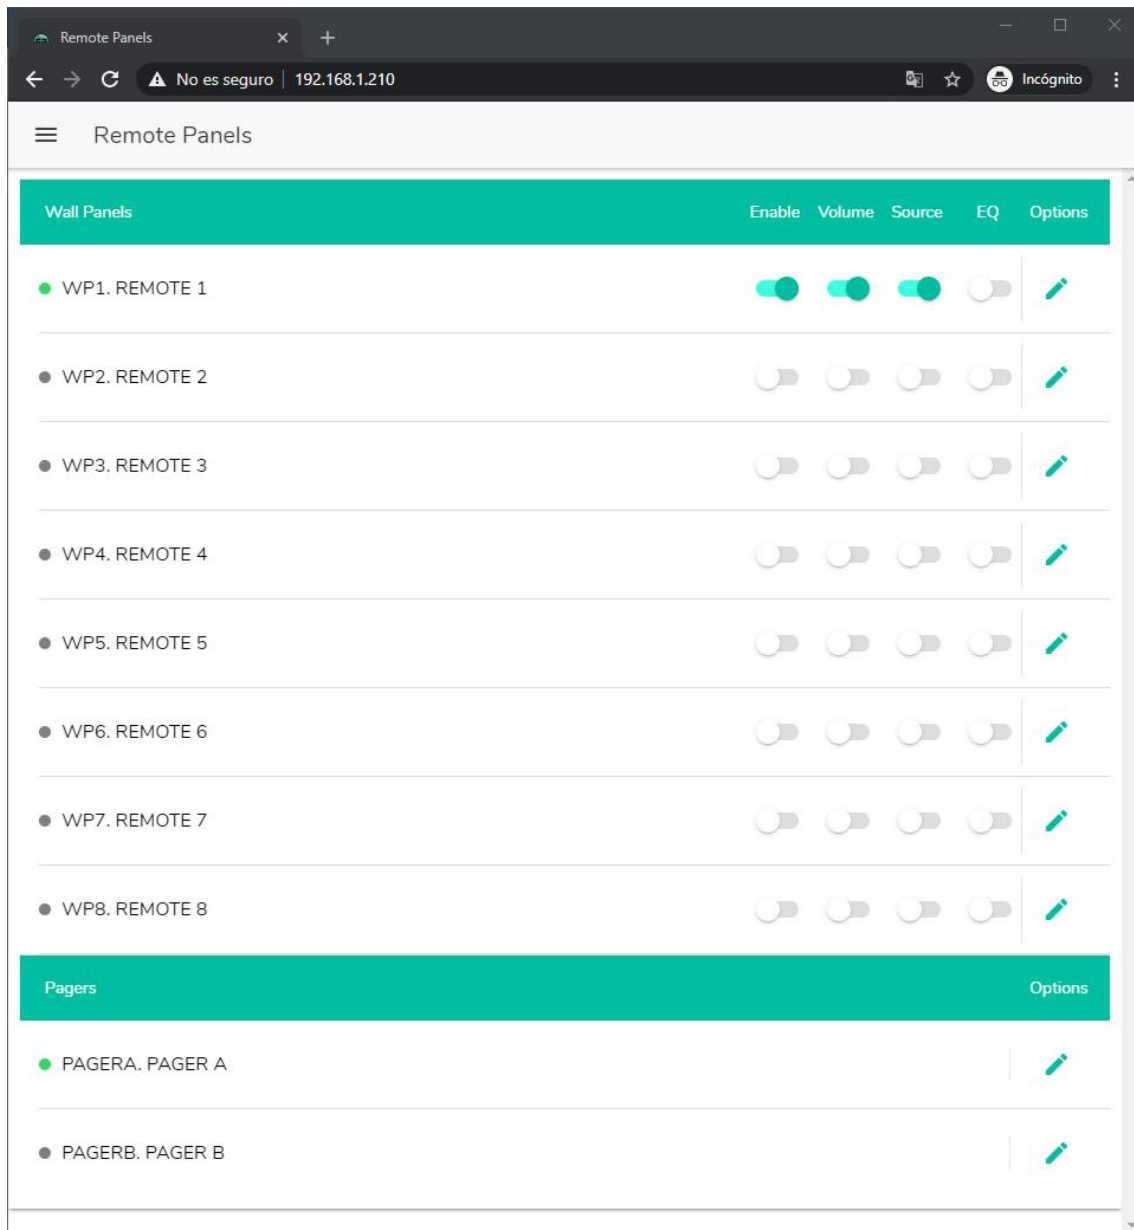 Remote Panels
No es seguro 192.168.1.210 Incógnito
Remote Panels
Wall Panels Enable Volume Source EQ Options
WP1. REMOTE 1
WP2. REMOTE 2
WP3. REMOTE 3
WP4. REMOTE 4
WP5. REMOTE 5
WP6. REMOTE 6
WP7. REMOTE 7
WP8. REMOTE 8
Pagers Options
PAGERA. PAGER A
PAGERB. PAGER B